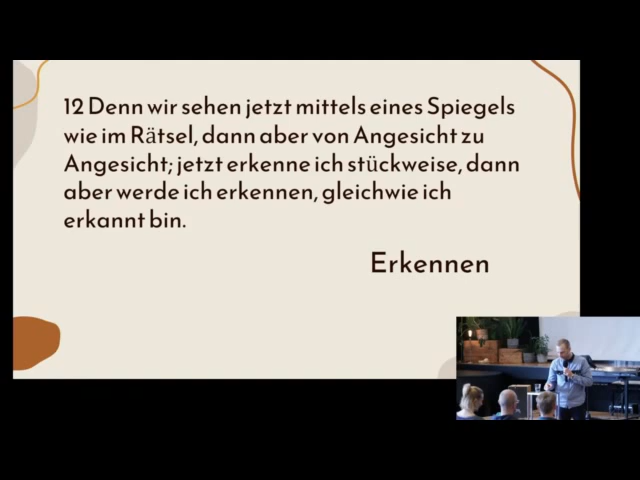 12 Denn wir sehen jetzt mittels eines Spiegels
wie im Rätsel, dann aber von Angesicht zu
Angesicht; jetzt erkenne ich stückweise, dann
aber werde ich erkennen, gleichwie ich
erkannt bin.
Erkennen